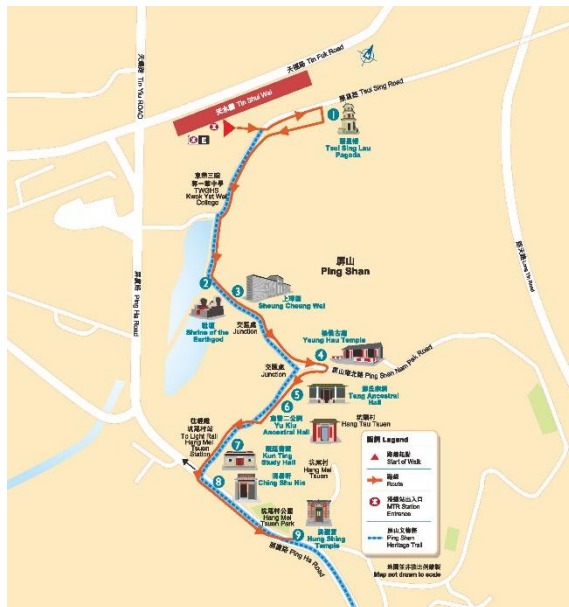 天福路 Tin Fuk Road
天耀路 Tin Yiu ROAD
天水圍 Tin Shui Wai
屏廈路 Tsui Sing Road
E
1
聚星樓
Tsui Sing Lau
Pagoda
東華三院
郭一葦中學
TWGHS
Kwok Yat Wai
College
屏山
Ping Shan
屏廈路 Ping Ha Road
2
社壇
Shrine of the
Earthgod
3
上璋圍
Sheung Cheung Wai
交匯處
Junction
楊侯古廟
Yeung Hau Temple
4
屏山南北路 Ping Shan Nam Pak Road
交匯處
Junction
5
鄧氏宗祠
Tang Ancestral
Hall
6
愈喬二公祠
Yu Kiu
Ancestral Hall
坑頭村
Hang Tau Tsuen
往輕鐵
坑尾村站
To Light Rail
Hang Mei
Tsuen
Station
7
覲廷書室
Kun Ting
Study Hall
坑尾村
Hang Mei
Tsuen
8
清暑軒
Ching Shu Hin
坑尾村公園
Hang Mei
Tsuen Park
9
洪聖宮
Hung Shing
Temple
屏廈路 Ping Ha Road
圖例 Legend
路線起點
Start of Walk
路線
Route
港鐵站出入口
MTR Station
Entrance
屏山文物徑
Ping Shan
Heritage Trail
地圖並非按比例繪製
Map not drawn to scale